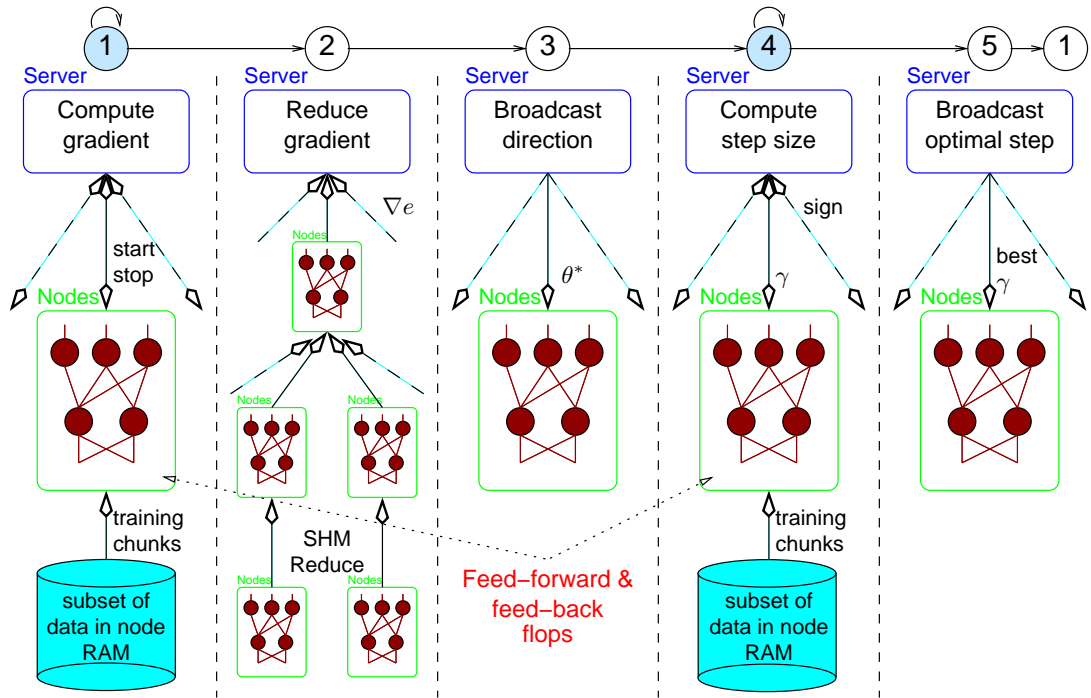 1
2
3
4
5
1
Server
Compute
gradient
start
stop
Nodes
training
chunks
subset of
data in node
RAM
Server
Reduce
gradient
∇e
Nodes
Nodes
Nodes
SHM
Reduce
Nodes
Nodes
Server
Broadcast
direction
θ*
Nodes
Feed−forward &
feed−back
flops
Server
Compute
step size
sign
γ
Nodes
training
chunks
subset of
data in node
RAM
Server
Broadcast
optimal step
best
γ
Nodes